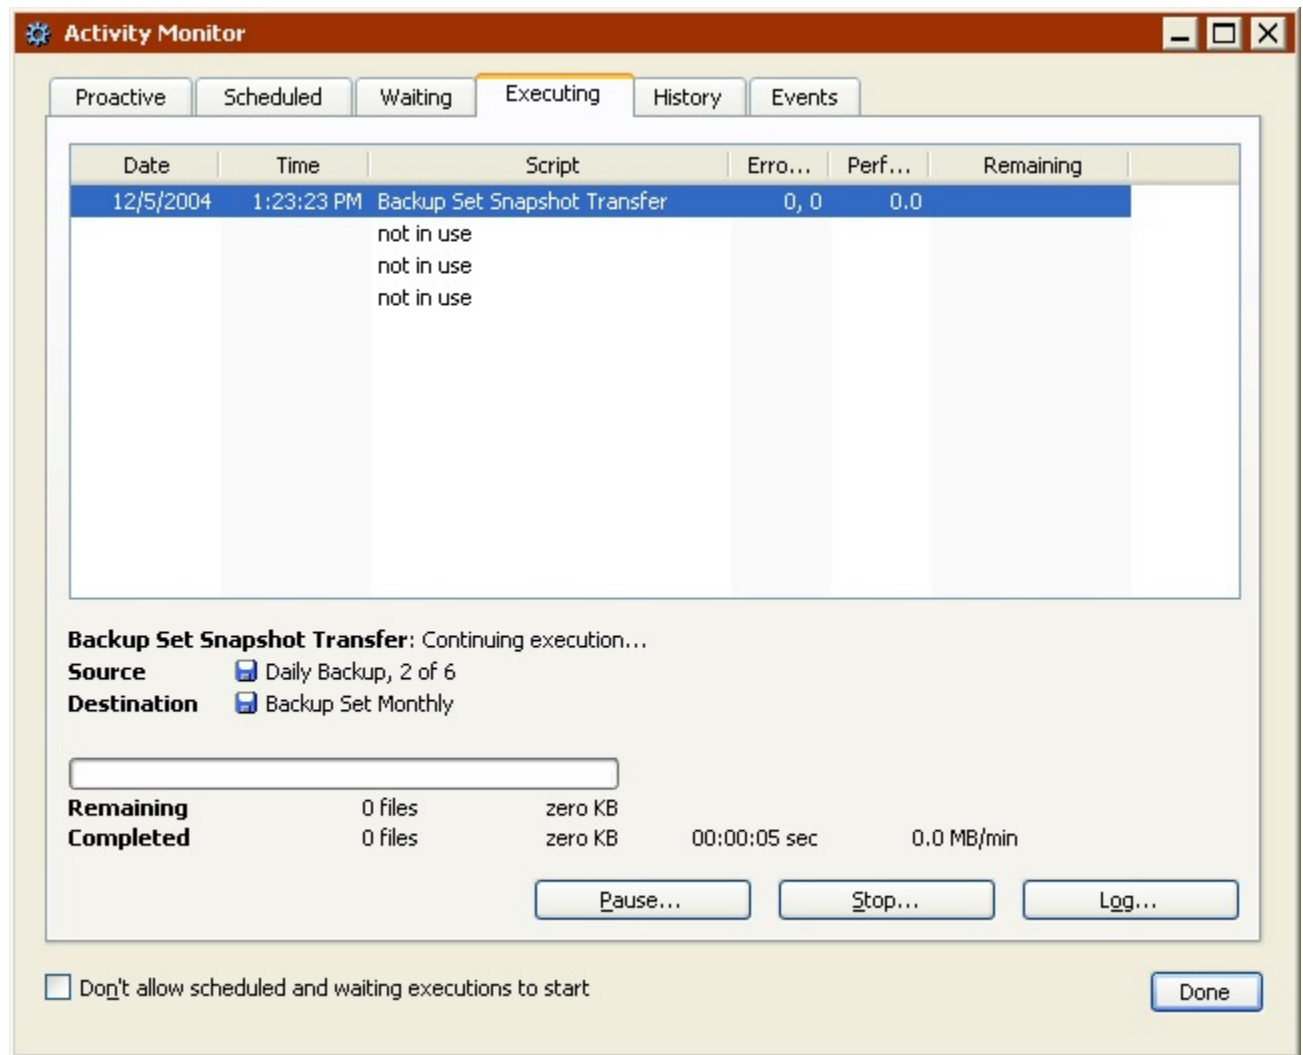 Activity Monitor
Proactive Scheduled Waiting Executing History Events
Date Time Script Erro... Perf... Remaining
12/5/2004 1:23:23 PM Backup Set Snapshot Transfer 0, 0 0.0
not in use
not in use
not in use
Backup Set Snapshot Transfer: Continuing execution...
Source Daily Backup, 2 of 6
Destination Backup Set Monthly
Remaining 0 files zero KB
Completed 0 files zero KB 00:00:05 sec 0.0 MB/min
Pause... Stop... Log...
Don't allow scheduled and waiting executions to start Done